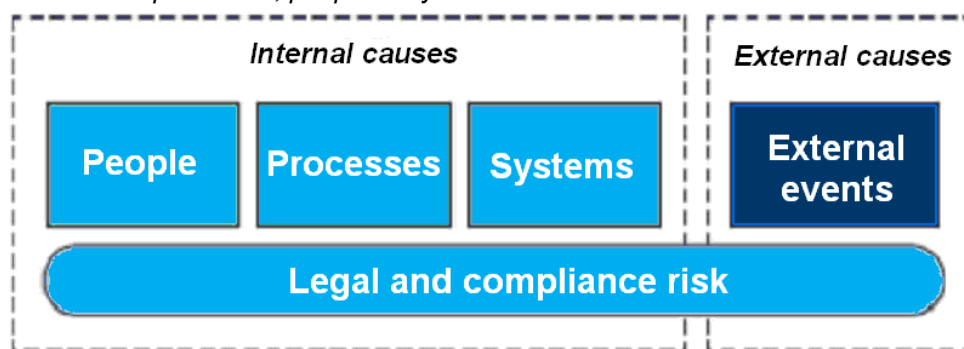 Internal causes
External causes
People
Processes
Systems
External
events
Legal and compliance risk